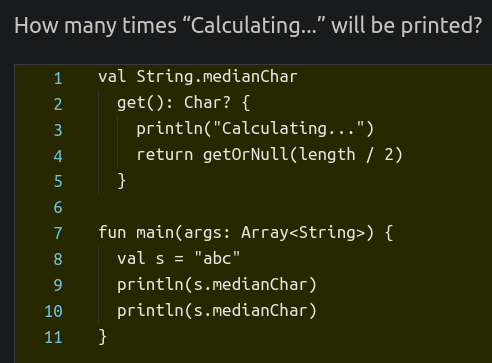 How many times “Calculating...” will be printed?
1 val String.medianChar
2   get(): Char? {
3     println("Calculating...")
4     return getOrNull(length / 2)
5   }
6
7 fun main(args: Array<String>) {
8   val s = "abc"
9   println(s.medianChar)
10   println(s.medianChar)
11 }